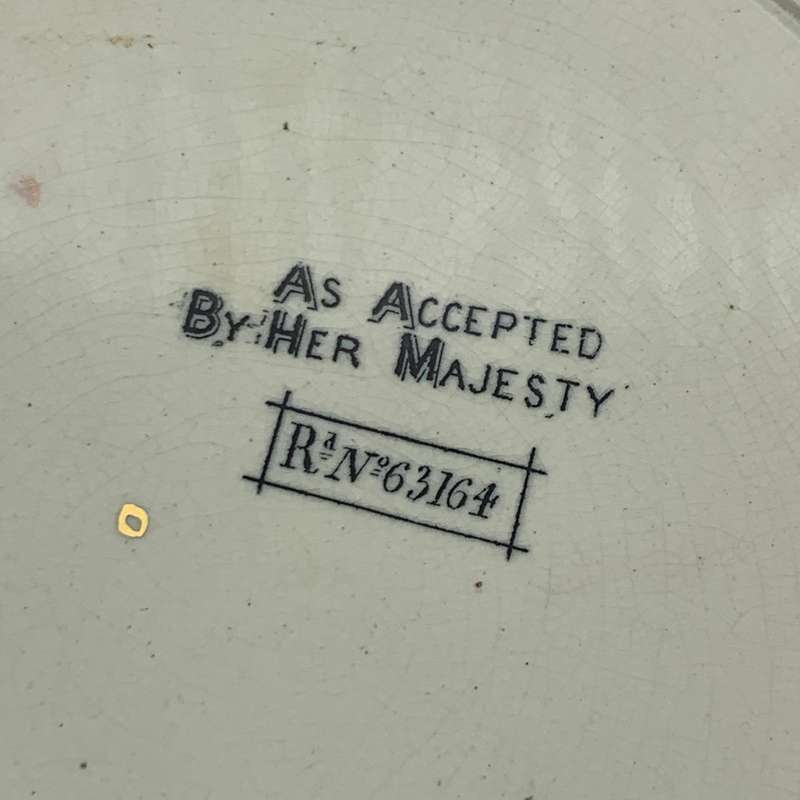 As Accepted
By Her Majesty
Rᵈ Nº 63164